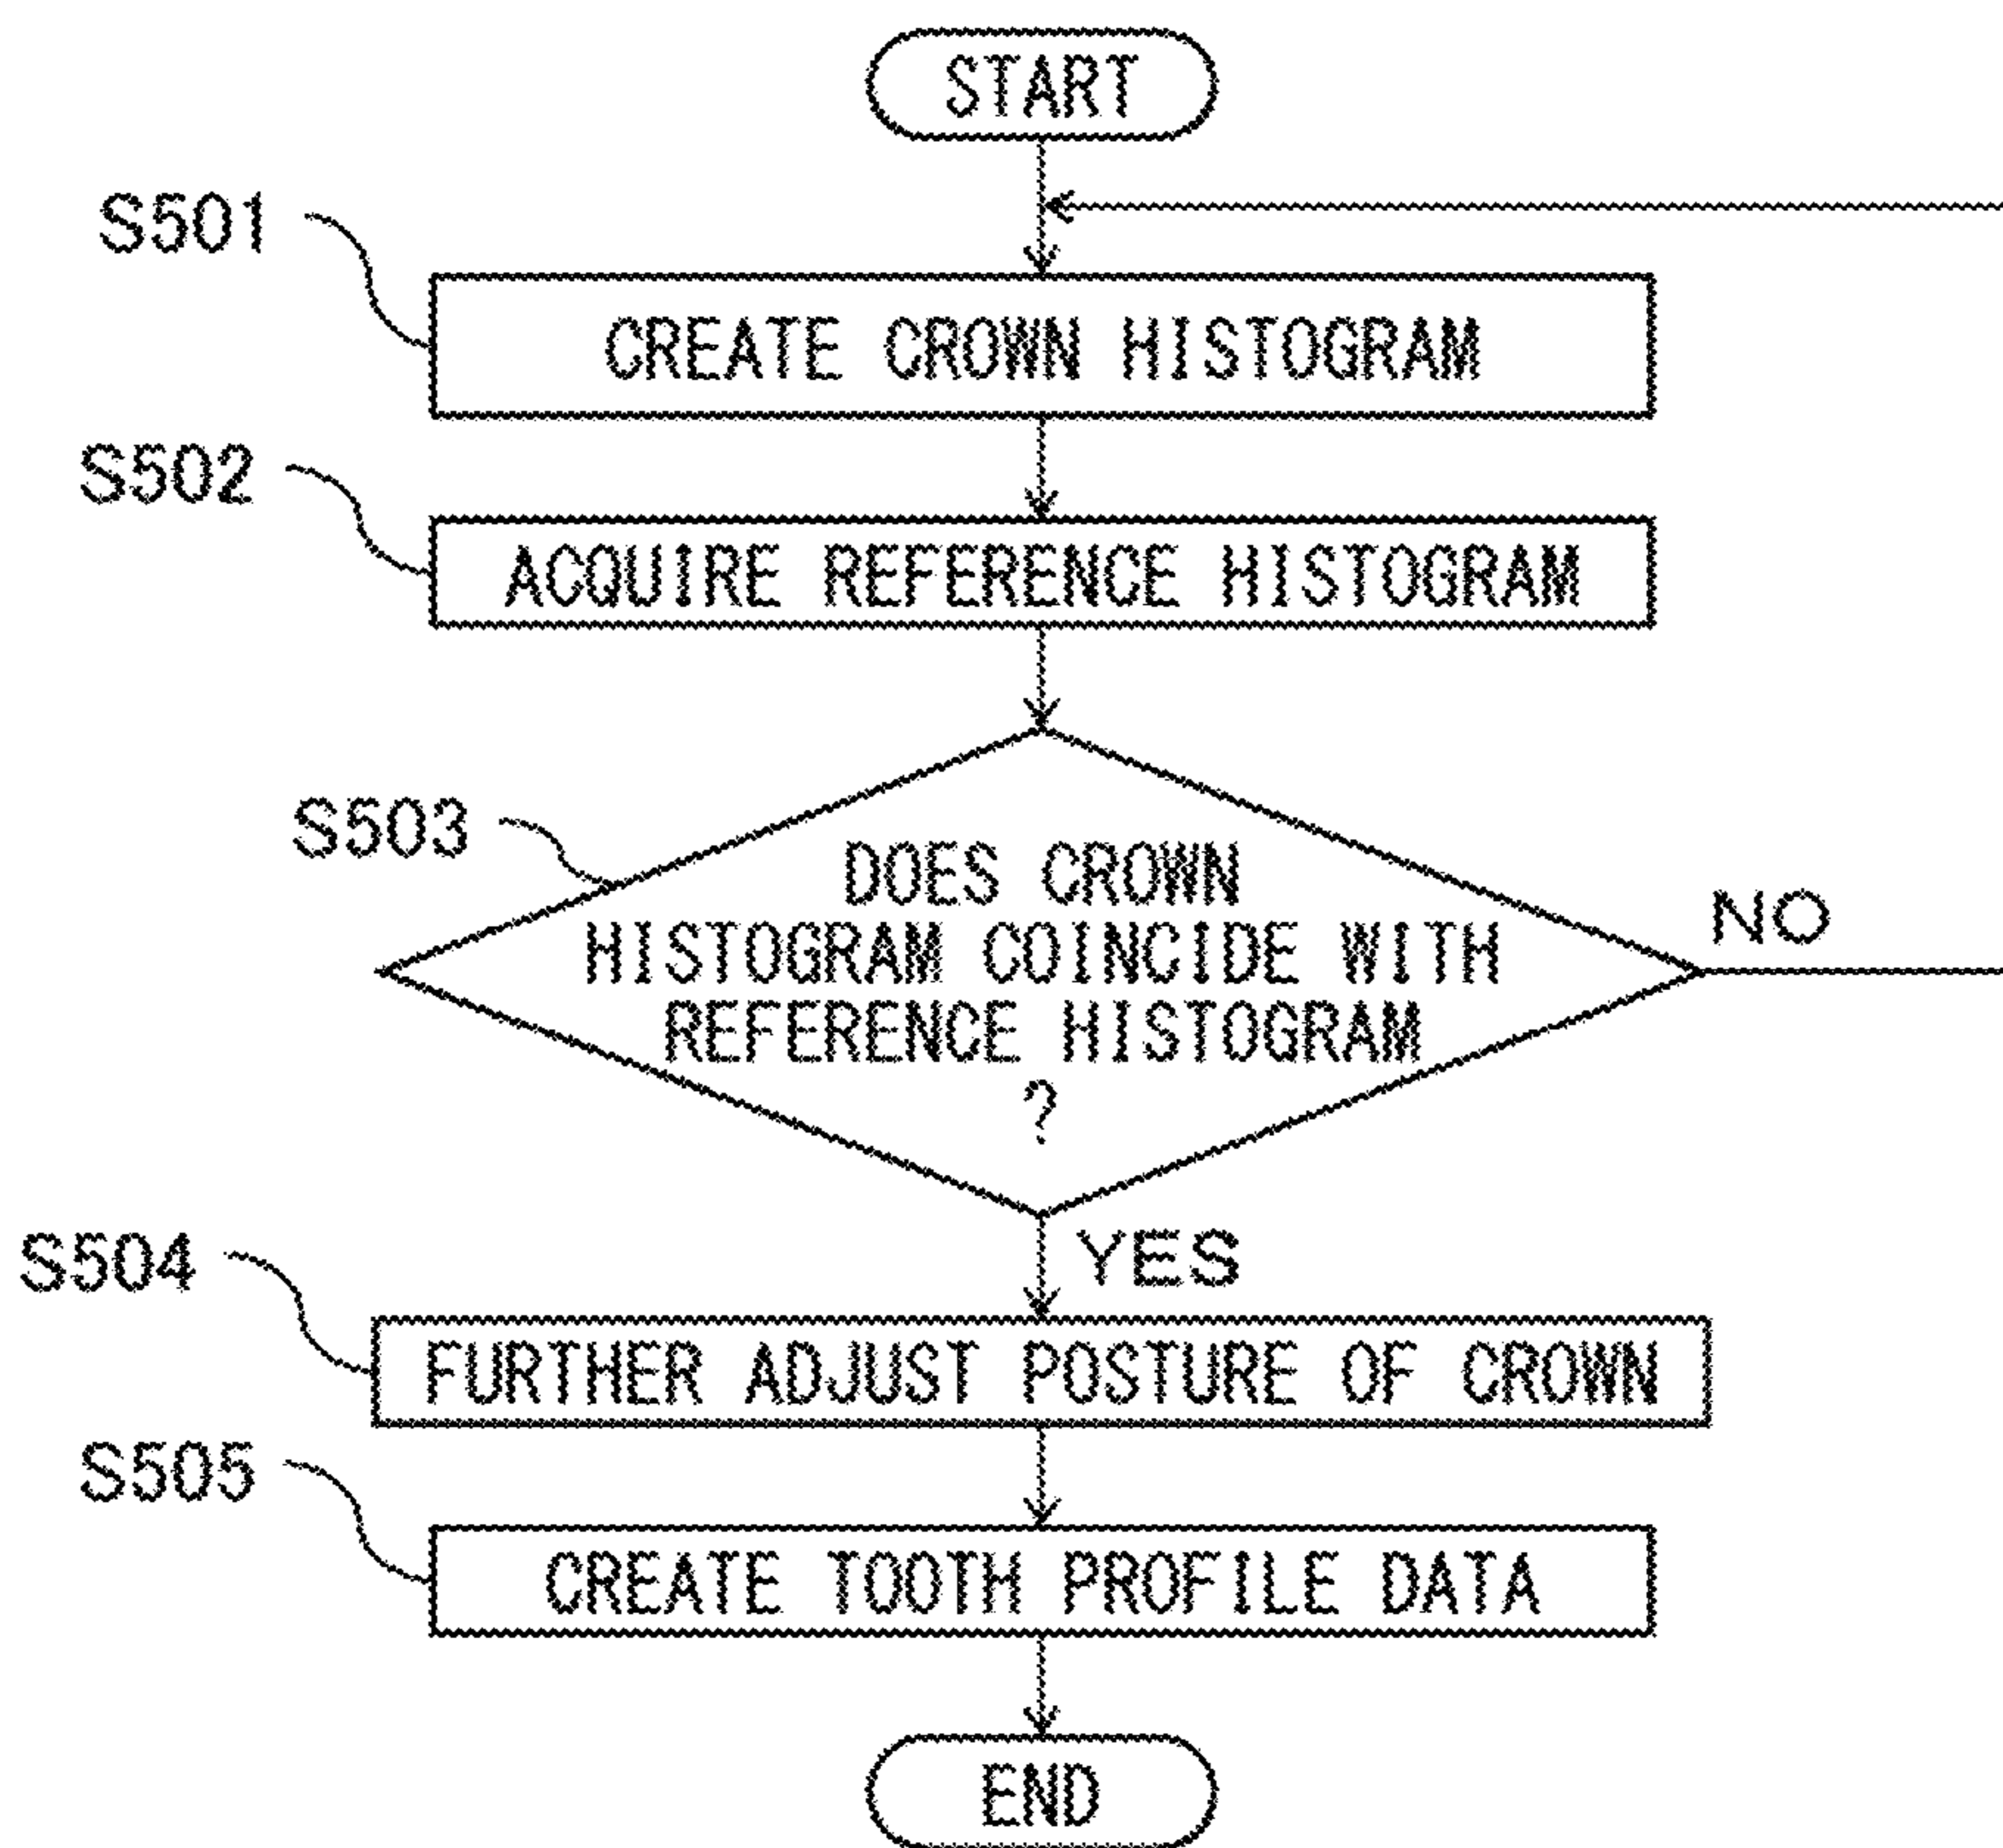 START
S501
CREATE CROWN HISTOGRAM
S502
ACQUIRE REFERENCE HISTOGRAM
S503
DOES CROWN
HISTOGRAM COINCIDE WITH
REFERENCE HISTOGRAM
?
NO
YES
S504
FURTHER ADJUST POSTURE OF CROWN
S505
CREATE TOOTH PROFILE DATA
END